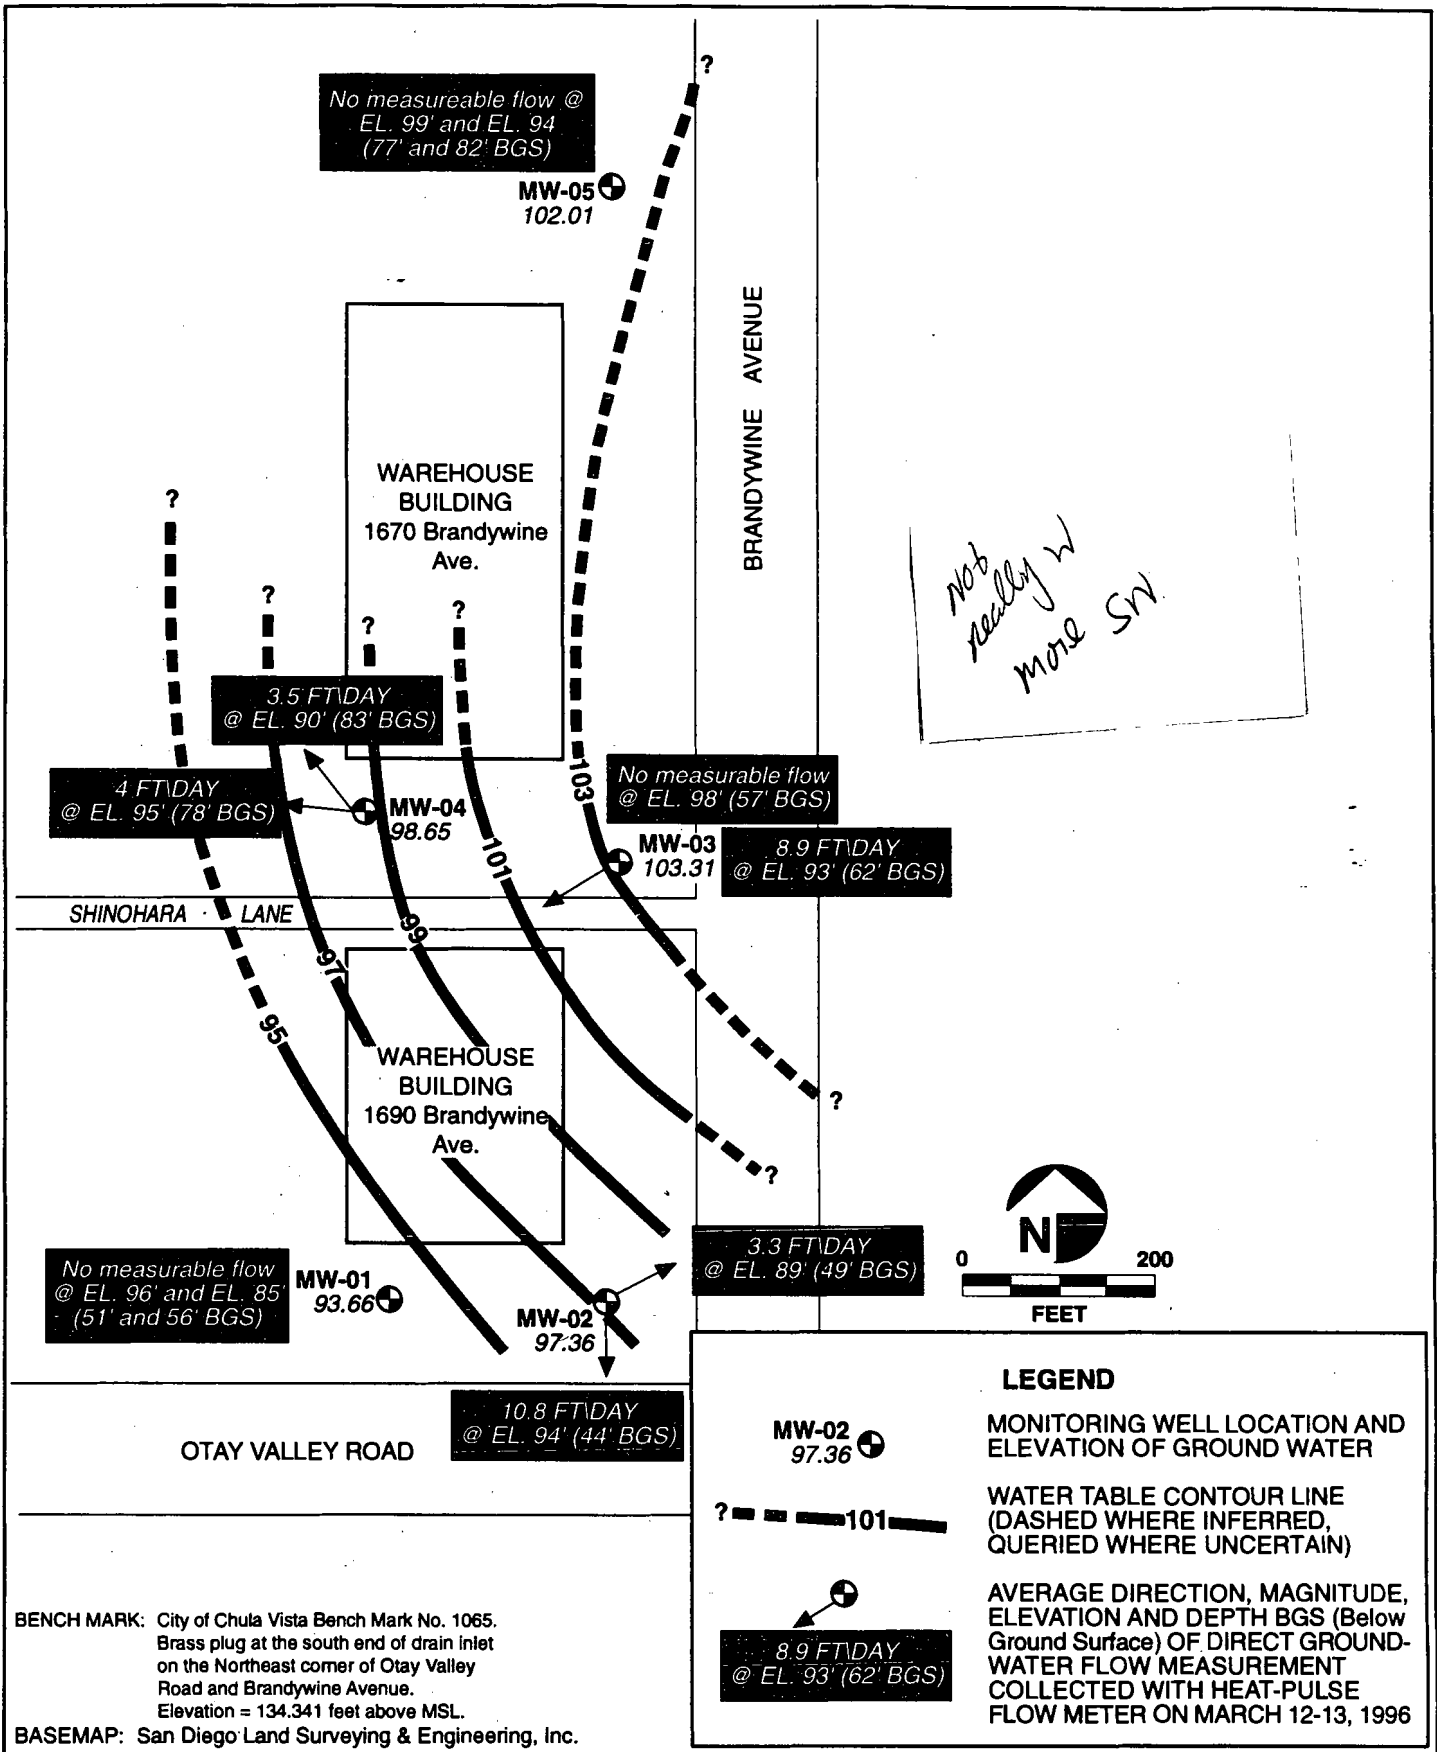 ?
No measureable flow @
EL. 99' and EL. 94
(77' and 82' BGS)
MW-05
102.01
BRANDYWINE AVENUE
WAREHOUSE
BUILDING
1670 Brandywine
Ave.
?
?
?
?
Not
really W
more SW.
3.5 FT\DAY
@ EL. 90' (83' BGS)
4 FT\DAY
@ EL. 95' (78' BGS)
MW-04
98.65
103
No measurable flow
@ EL. 98' (57' BGS)
MW-03
103.31
8.9 FT\DAY
@ EL. 93' (62' BGS)
101
SHINOHARA LANE
99
97
95
WAREHOUSE
BUILDING
1690 Brandywine
Ave.
?
?
N
0 200
FEET
3.3 FT\DAY
@ EL. 89' (49' BGS)
No measurable flow
@ EL. 96' and EL. 85'
(51' and 56' BGS)
MW-01
93.66
MW-02
97.36
10.8 FT\DAY
@ EL. 94' (44' BGS)
OTAY VALLEY ROAD
LEGEND
MW-02
97.36
MONITORING WELL LOCATION AND
ELEVATION OF GROUND WATER
? 101
WATER TABLE CONTOUR LINE
(DASHED WHERE INFERRED,
QUERIED WHERE UNCERTAIN)
8.9 FT\DAY
@ EL. 93' (62' BGS)
AVERAGE DIRECTION, MAGNITUDE,
ELEVATION AND DEPTH BGS (Below
Ground Surface) OF DIRECT GROUND-
WATER FLOW MEASUREMENT
COLLECTED WITH HEAT-PULSE
FLOW METER ON MARCH 12-13, 1996
BENCH MARK: City of Chula Vista Bench Mark No. 1065.
Brass plug at the south end of drain inlet
on the Northeast corner of Otay Valley
Road and Brandywine Avenue.
Elevation = 134.341 feet above MSL.
BASEMAP: San Diego Land Surveying & Engineering, Inc.